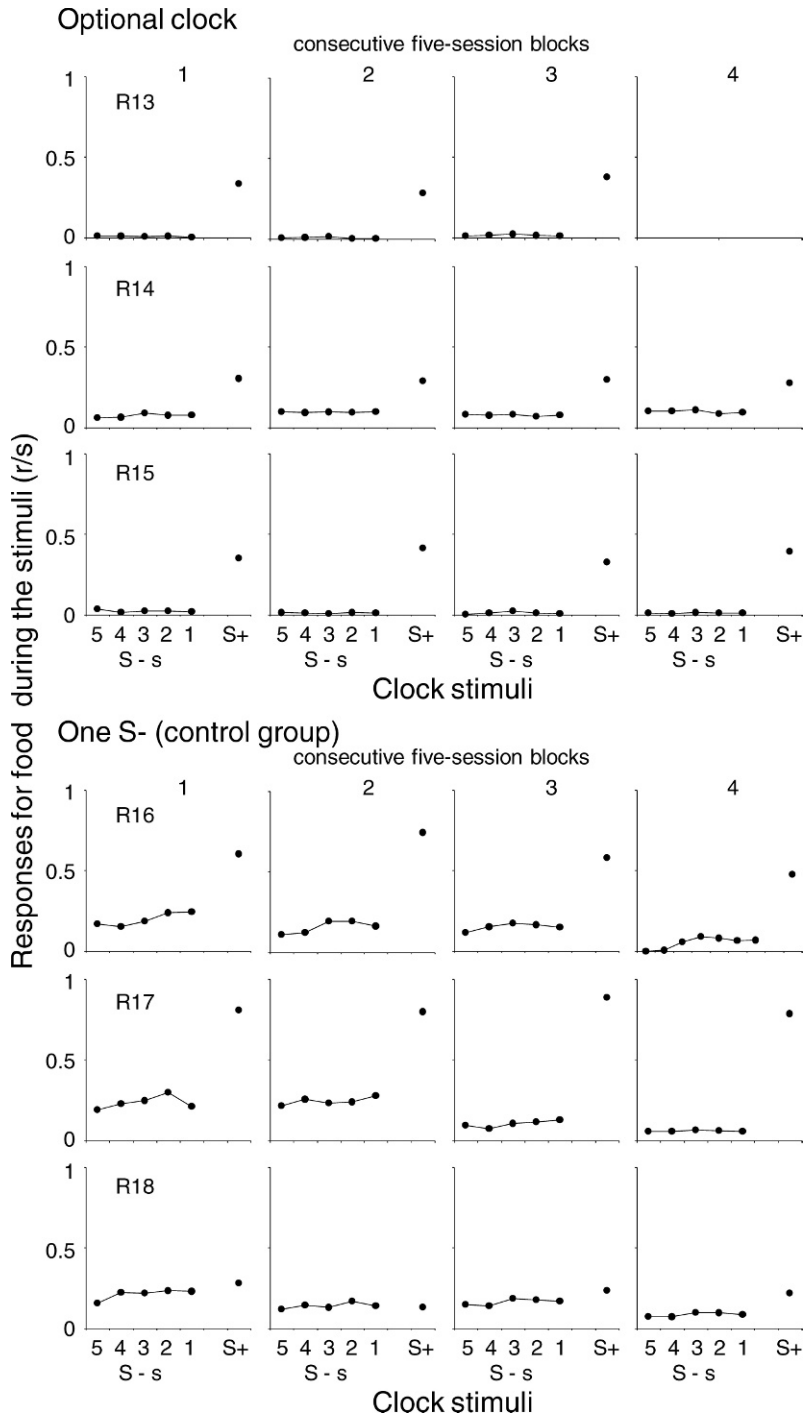 Optional clock
consecutive five-session blocks
1 2 3 4
Responses for food during the stimuli (r/s)
1
R13
0.5
0
1
R14
0.5
0
1
R15
0.5
0
5 4 3 2 1 S+ 5 4 3 2 1 S+ 5 4 3 2 1 S+ 5 4 3 2 1 S+
S - s S - s S - s S - s
Clock stimuli
One S- (control group)
consecutive five-session blocks
1 2 3 4
1
R16
0.5
0
1
R17
0.5
0
1
R18
0.5
0
5 4 3 2 1 S+ 5 4 3 2 1 S+ 5 4 3 2 1 S+ 5 4 3 2 1 S+
S - s S - s S - s S - s
Clock stimuli